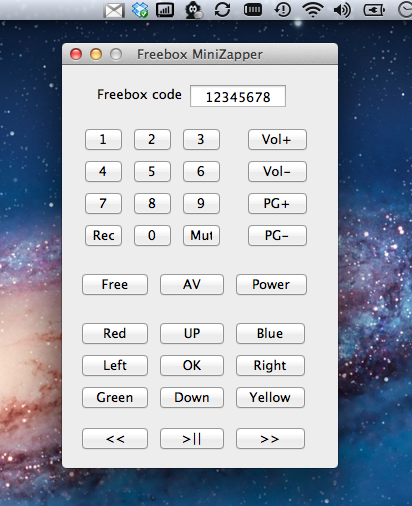 Freebox MiniZapper
Freebox code 12345678
1 2 3 Vol+
4 5 6 Vol-
7 8 9 PG+
Rec 0 Mut PG-
Free AV Power
Red UP Blue
Left OK Right
Green Down Yellow
<< >|| >>